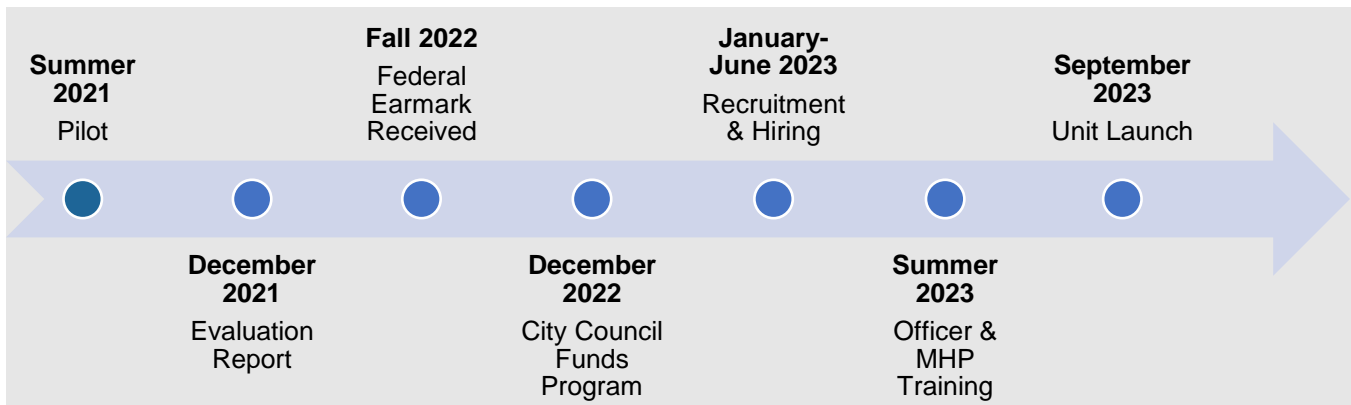 Summer
2021
Pilot
December
2021
Evaluation
Report
Fall 2022
Federal
Earmark
Received
December
2022
City Council
Funds
Program
January-
June 2023
Recruitment
& Hiring
Summer
2023
Officer &
MHP
Training
September
2023
Unit Launch